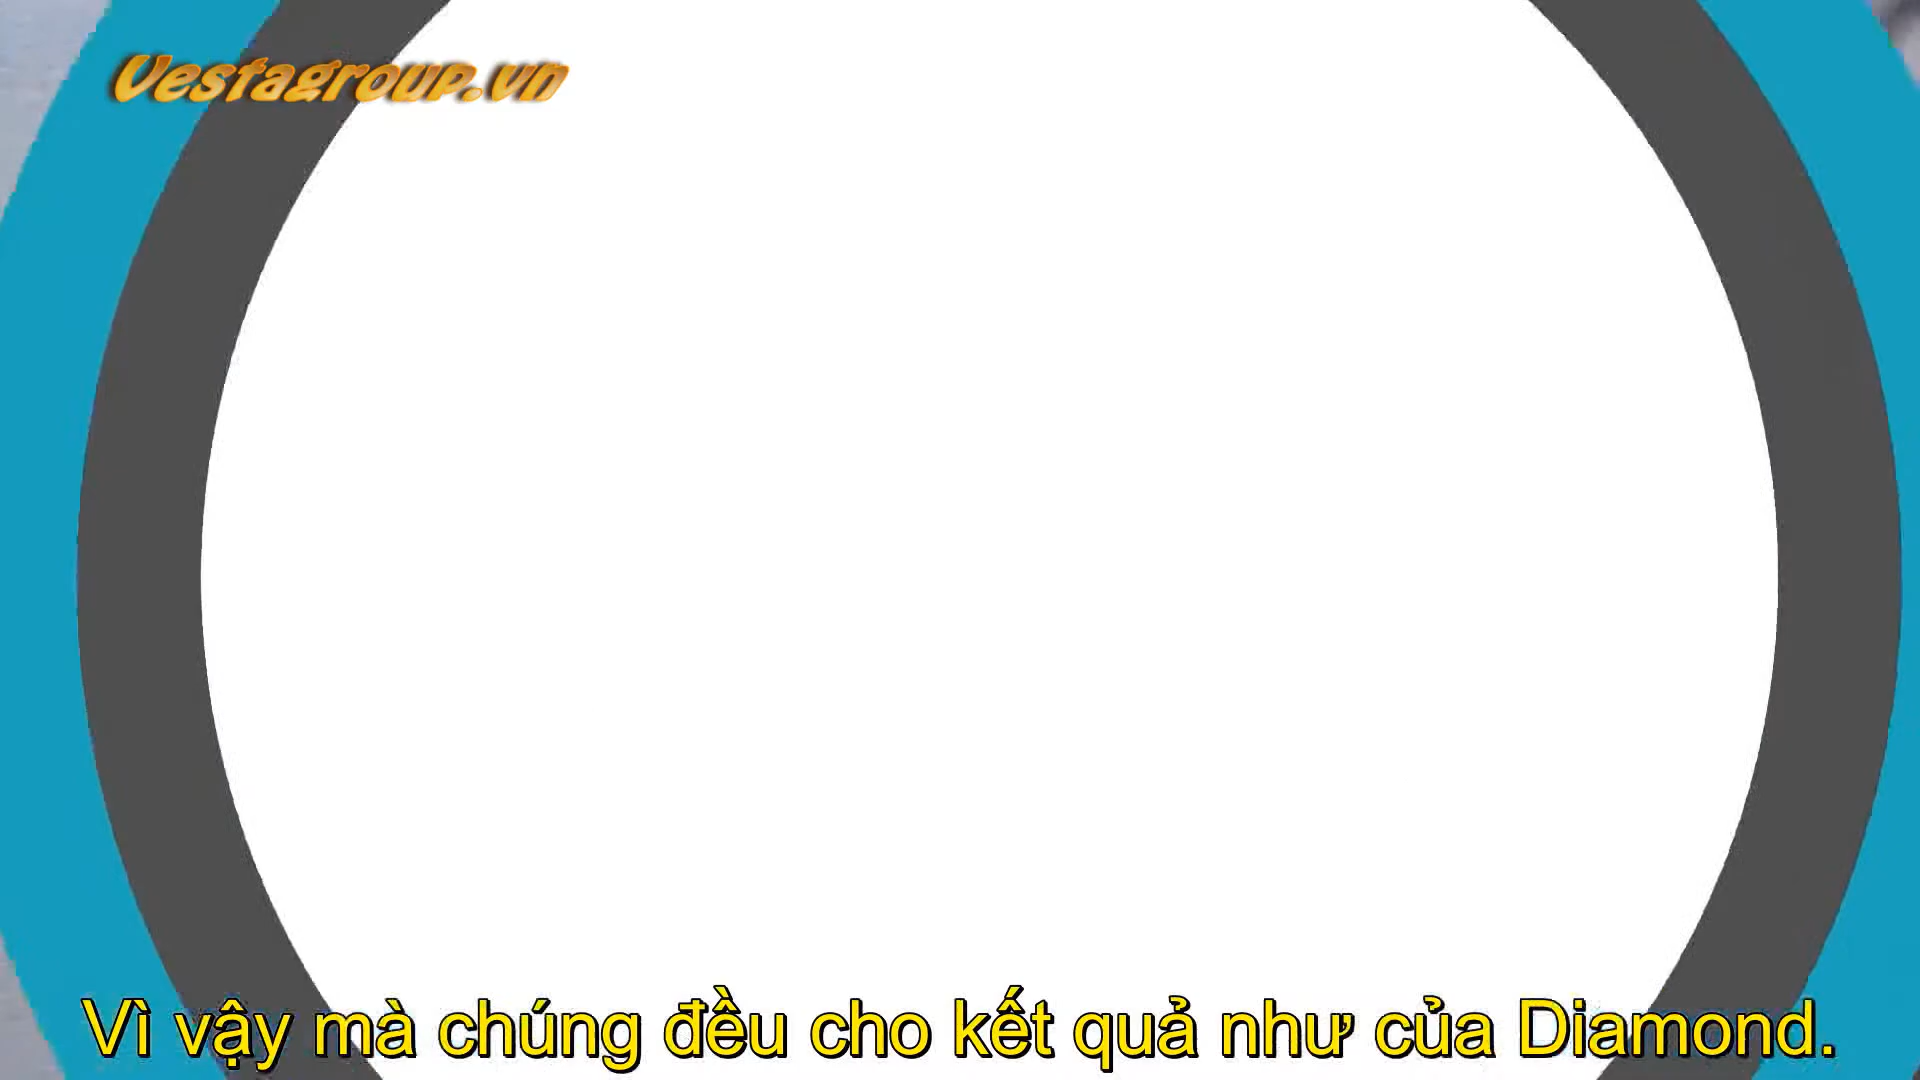 Vestagroup.vn
Vì vậy mà chúng đều cho kết quả như của Diamond.